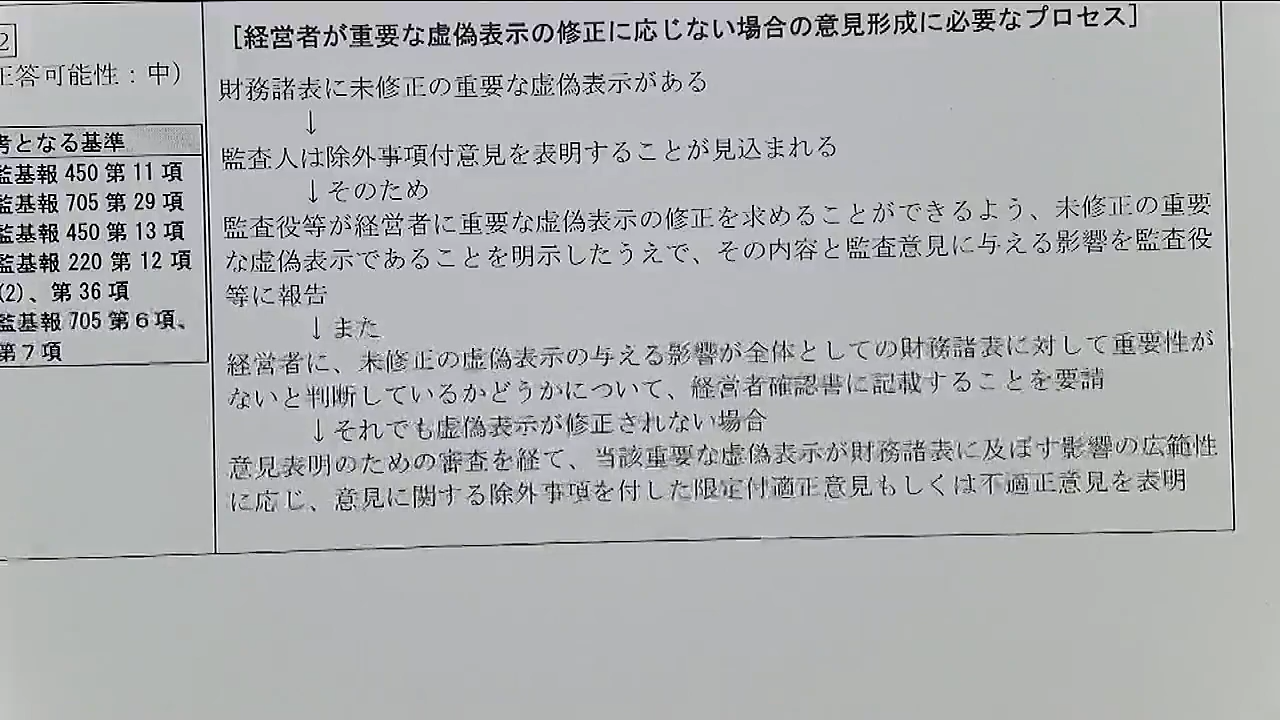 2
[経営者が重要な虚偽表示の修正に応じない場合の意見形成に必要なプロセス]
正答可能性：中）
財務諸表に未修正の重要な虚偽表示がある
↓
監査人は除外事項付意見を表明することが見込まれる
↓そのため
監査役等が経営者に重要な虚偽表示の修正を求めることができるよう、未修正の重要
な虚偽表示であることを明示したうえで、その内容と監査意見に与える影響を監査役
等に報告
↓また
経営者に、未修正の虚偽表示の与える影響が全体としての財務諸表に対して重要性が
ないと判断しているかどうかについて、経営者確認書に記載することを要請
↓それでも虚偽表示が修正されない場合
意見表明のための審査を経て、当該重要な虚偽表示が財務諸表に及ぼす影響の広範性
に応じ、意見に関する除外事項を付した限定付適正意見もしくは不適正意見を表明
考となる基準
監基報 450 第 11 項
監基報 705 第 29 項
監基報 450 第 13 項
監基報 220 第 12 項
(2)、第 36 項
監基報 705 第６項、
第７項